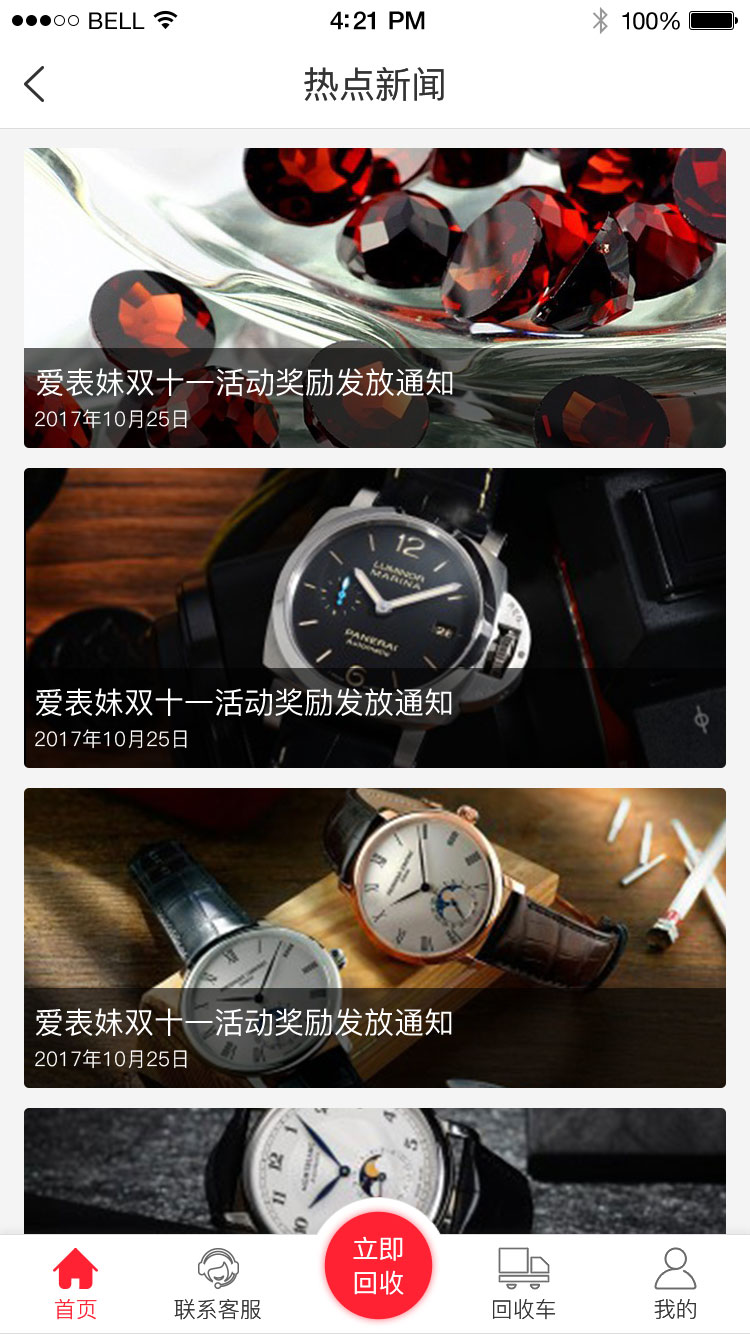 BELL 4:21 PM 100%
热点新闻
爱表妹双十一活动奖励发放通知
2017年10月25日
12
LUMINOR
MARINA
PANERAI
Automatic
28
6
爱表妹双十一活动奖励发放通知
2017年10月25日
爱表妹双十一活动奖励发放通知
2017年10月25日
12
11
10
立即
回收
首页 联系客服 回收车 我的